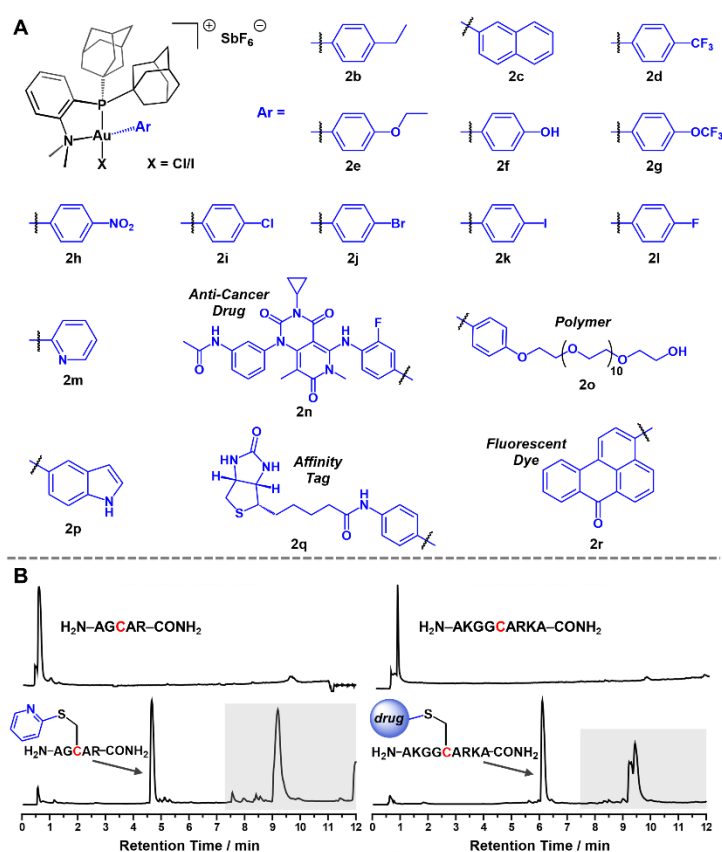 A
+
SbF6
−
P
N
Au
Ar
X
X = Cl/I
Ar =
2b
2c
CF3
2d
O
2e
OH
2f
OCF3
2g
NO2
2h
Cl
2i
Br
2j
I
2k
F
2l
N
2m
Anti-Cancer
Drug
O
N
O
H
N
O
N
HN
F
N
O
2n
Polymer
O
O
O
10
OH
2o
N
H
2p
O
HN
NH
H
H
S
Affinity
Tag
O
H
N
2q
Fluorescent
Dye
O
2r
B
H2N–AGCAR–CONH2
H2N–AKGGCARKA–CONH2
N
S
H2N–AGCAR–CONH2
drug
S
H2N–AKGGCARKA–CONH2
0 1 2 3 4 5 6 7 8 9 10 11 12
Retention Time / min
0 1 2 3 4 5 6 7 8 9 10 11 12
Retention Time / min